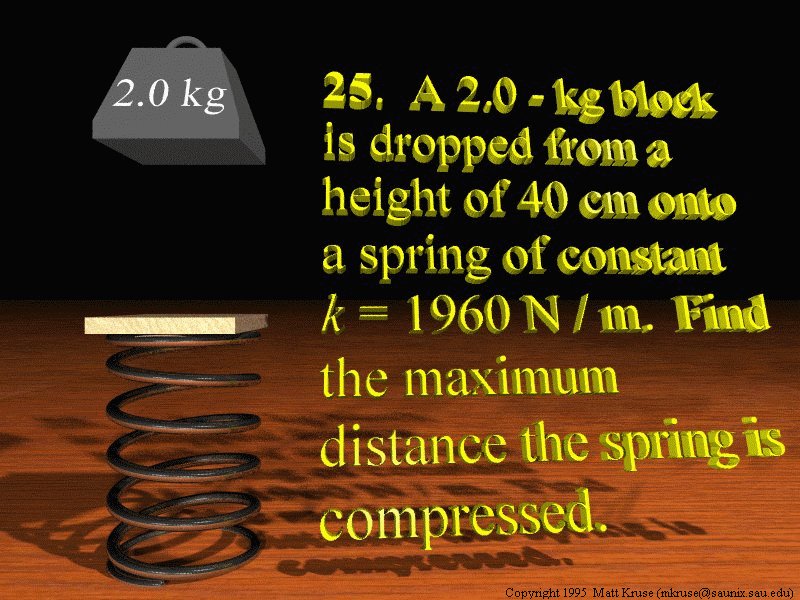 2.0 kg
25. A 2.0 - kg block
is dropped from a
height of 40 cm onto
a spring of constant
k = 1960 N / m. Find
the maximum
distance the spring is
compressed.
Copyright 1995 Matt Kruse (mkruse@saunix.sau.edu)